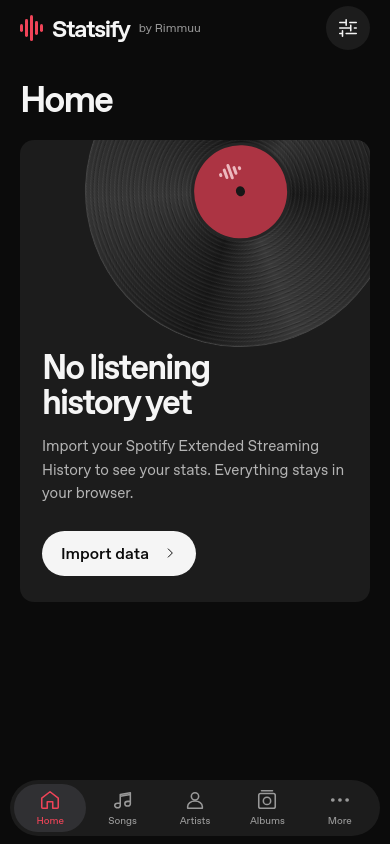 Statsify by Rimmuu
Home
No listening
history yet
Import your Spotify Extended Streaming
History to see your stats. Everything stays in
your browser.
Import data
Home Songs Artists Albums More